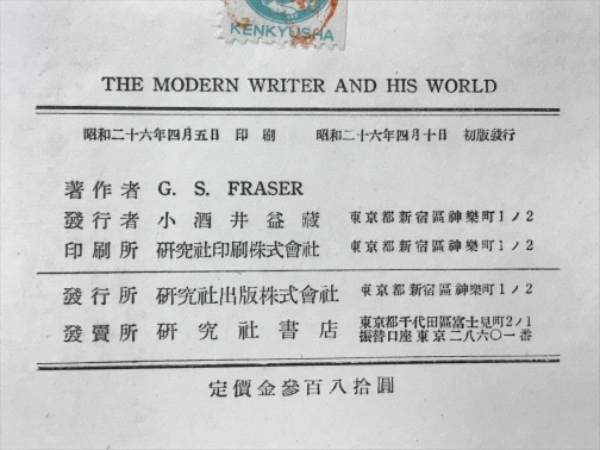 KENKYUSHA
THE MODERN WRITER AND HIS WORLD
昭和二十六年四月五日 印刷 昭和二十六年四月十日 初版發行
著作者 G. S. FRASER
發行者 小酒井益藏 東京都新宿區神樂町1ノ2
印刷所 研究社印刷株式會社 東京都新宿區神樂町1ノ2
發行所 研究社出版株式會社 東京都新宿區神樂町1ノ2
發賣所 研究社書店 東京都千代田區富士見町2ノ1
振替口座東京二八六〇一番
定價金參百八拾圓